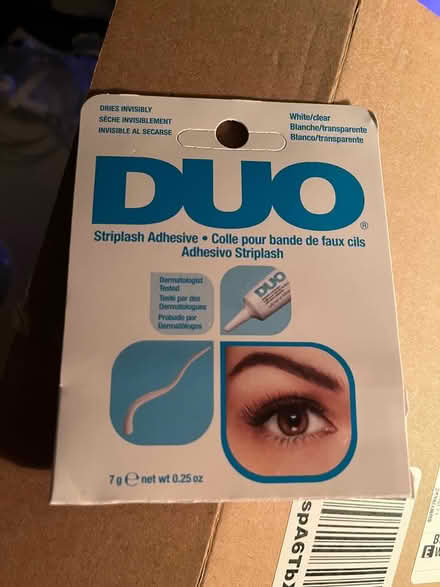 DRIES INVISIBLY
SÈCHE INVISIBLEMENT
INVISIBLE AL SECARSE
White/clear
Blanche/transparente
Blanco/transparente
DUO®
Striplash Adhesive • Colle pour bande de faux cils
Adhesivo Striplash
Dermatologist
Tested
Testé par des
Dermatologues
Probado por
Dermatólogos
DUO
7 g e net wt 0.25 oz
spA6Tb